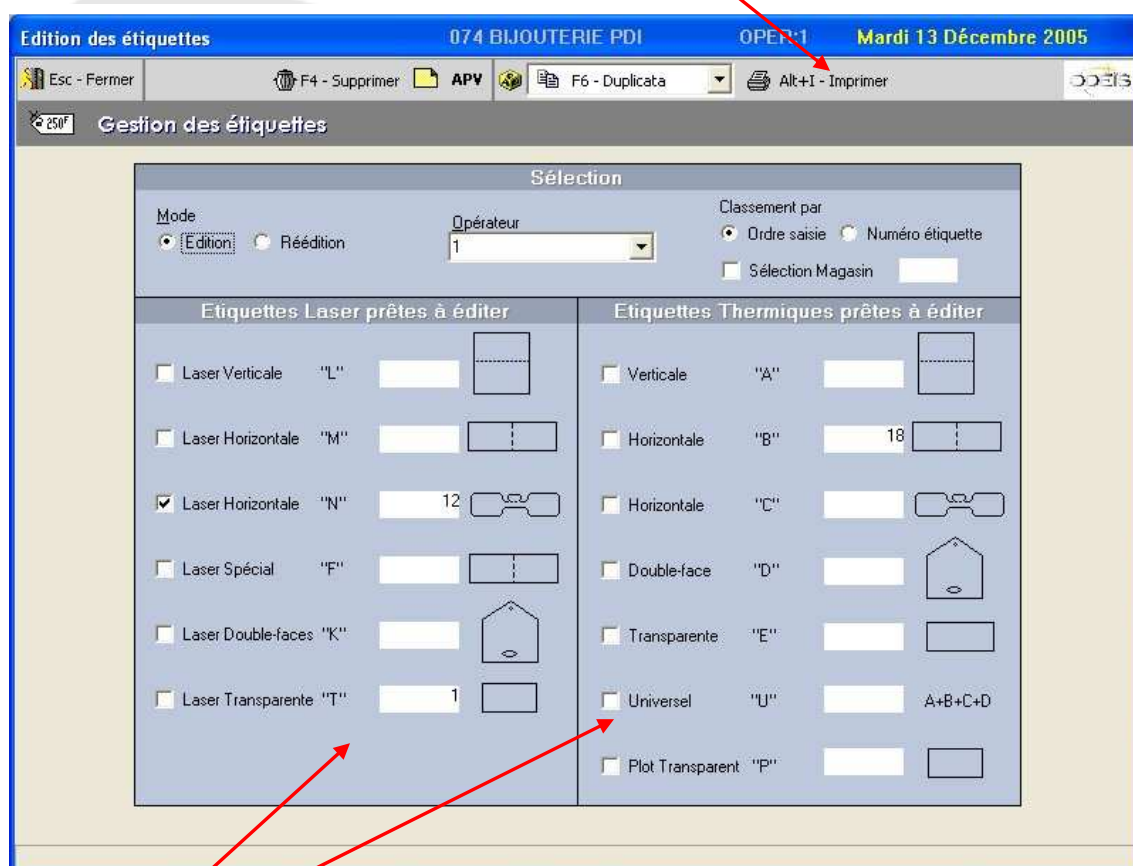 Edition des étiquettes 074 BIJOUTERIE PDI OPER:1 Mardi 13 Décembre 2005
Esc - Fermer F4 - Supprimer APV F6 - Duplicata Alt+I - Imprimer
250F Gestion des étiquettes
Sélection
Mode Opérateur Classement par
Edition Réédition 1 Ordre saisie Numéro étiquette
Sélection Magasin
Etiquettes Laser prêtes à éditer Etiquettes Thermiques prêtes à éditer
Laser Verticale "L" Verticale "A"
Laser Horizontale "M" Horizontale "B" 18
Laser Horizontale "N" 12 Horizontale "C"
Laser Spécial "F" Double-face "D"
Laser Double-faces "K" Transparente "E"
Laser Transparente "T" 1 Universel "U" A+B+C+D
Plot Transparent "P"